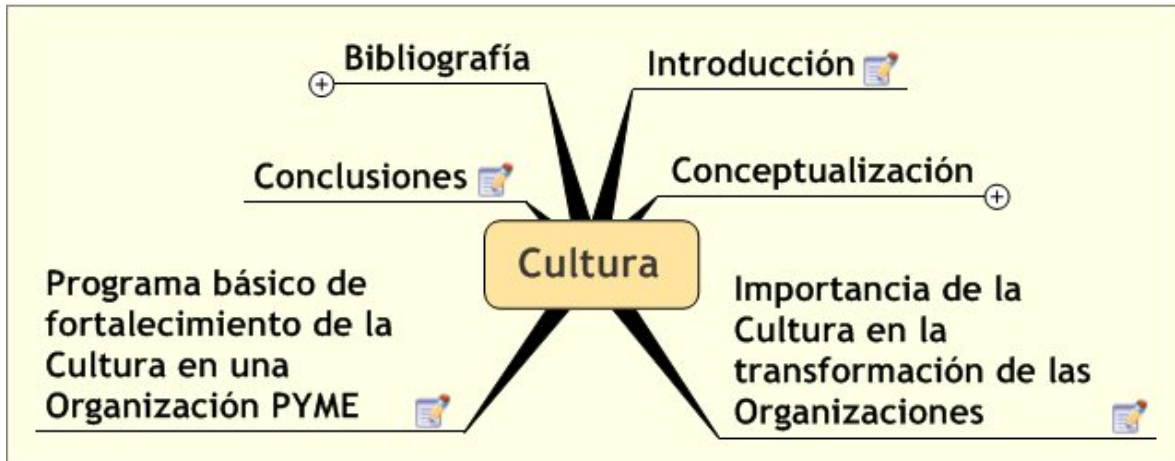 Bibliografía
Introducción
Conclusiones
Conceptualización
Cultura
Programa básico de
fortalecimiento de la
Cultura en una
Organización PYME
Importancia de la
Cultura en la
transformación de las
Organizaciones